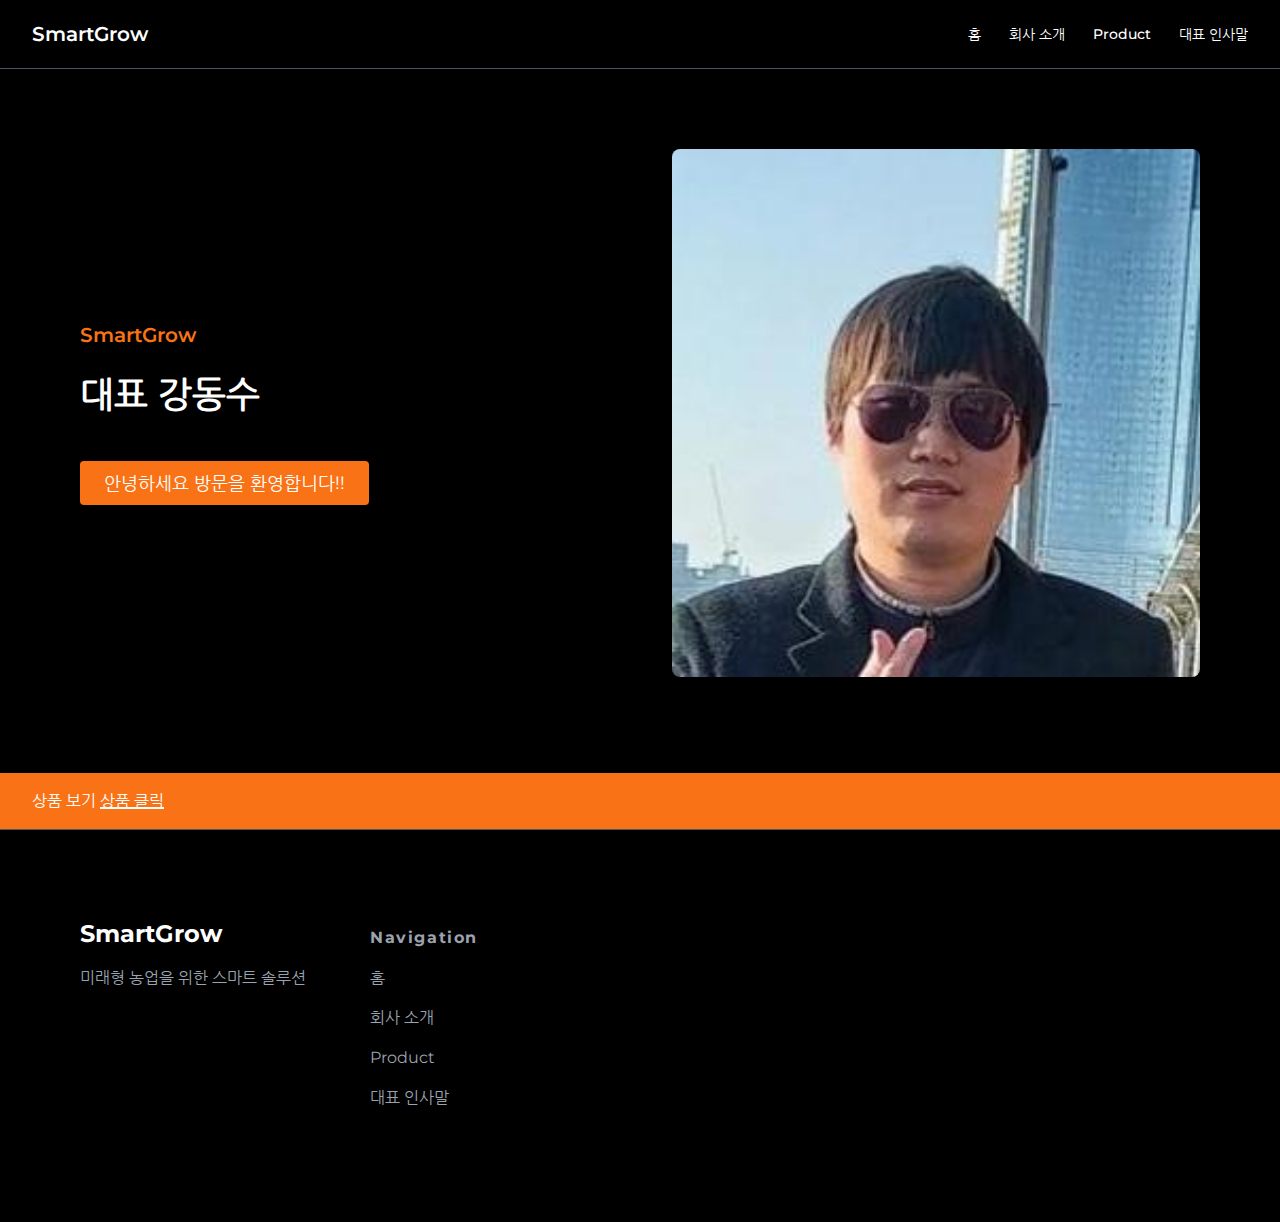 SmartGrow
홈 회사 소개 Product 대표 인사말
SmartGrow
대표 강동수
안녕하세요 방문을 환영합니다!!
상품 보기 상품 클릭
SmartGrow
미래형 농업을 위한 스마트 솔루션
Navigation
홈
회사 소개
Product
대표 인사말